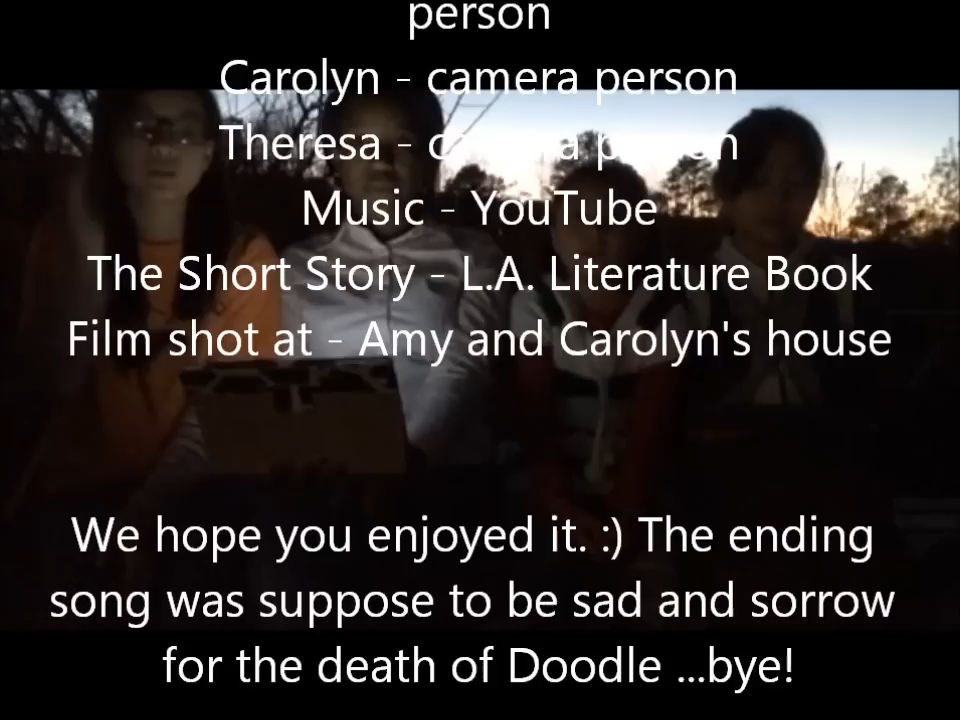 person
Carolyn - camera person
Theresa - camera person
Music - YouTube
The Short Story - L.A. Literature Book
Film shot at - Amy and Carolyn's house
We hope you enjoyed it. :) The ending
song was suppose to be sad and sorrow
for the death of Doodle ...bye!